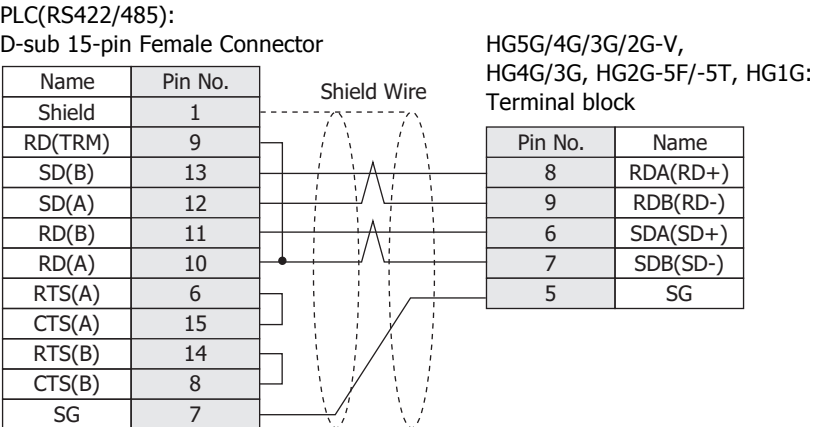 PLC(RS422/485):
D-sub 15-pin Female Connector
Name Pin No.
Shield 1
RD(TRM) 9
SD(B) 13
SD(A) 12
RD(B) 11
RD(A) 10
RTS(A) 6
CTS(A) 15
RTS(B) 14
CTS(B) 8
SG 7
Shield Wire
HG5G/4G/3G/2G-V,
HG4G/3G, HG2G-5F/-5T, HG1G:
Terminal block
Pin No. Name
8 RDA(RD+)
9 RDB(RD-)
6 SDA(SD+)
7 SDB(SD-)
5 SG